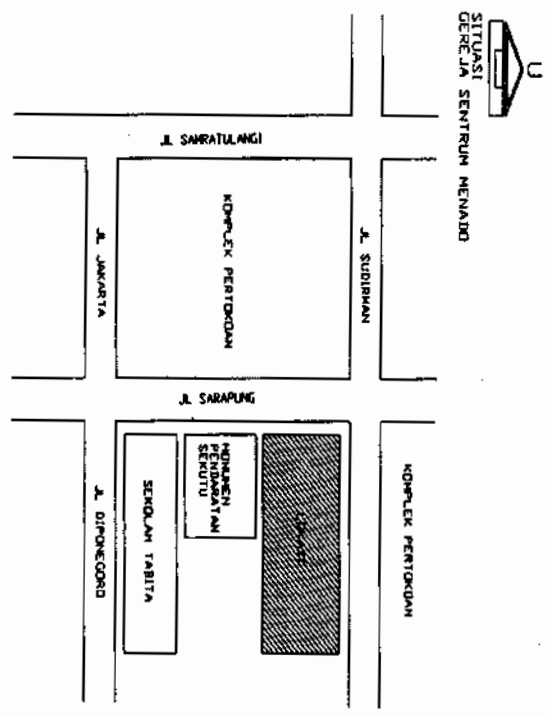 U
SITUASI
GEREJA SENTRUM MENADO
JL SAMRATULANGI
KOMPLEK PERTOKOAN
JL JAKARTA
JL SUDIRMAN
JL SARAPUNG
KOMPLEK PERTOKOAN
MONUMEN
PENDARATAN
SEKUTU
LOKASI
SEKOLAH TABITA
JL DIPONEGORO